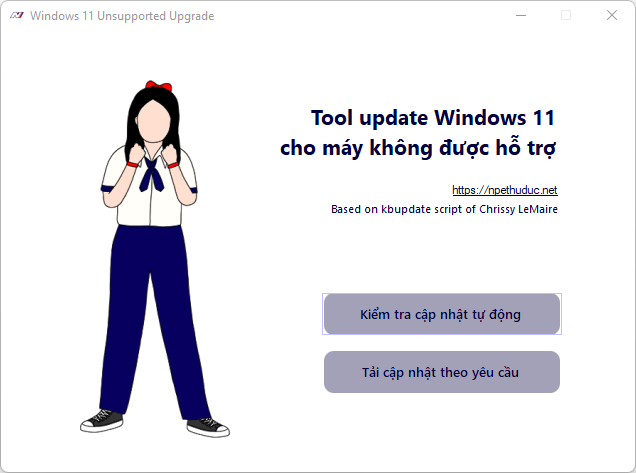 Windows 11 Unsupported Upgrade
Tool update Windows 11
cho máy không được hỗ trợ
https://npethuduc.net
Based on kbupdate script of Chrissy LeMaire
Kiểm tra cập nhật tự động
Tải cập nhật theo yêu cầu